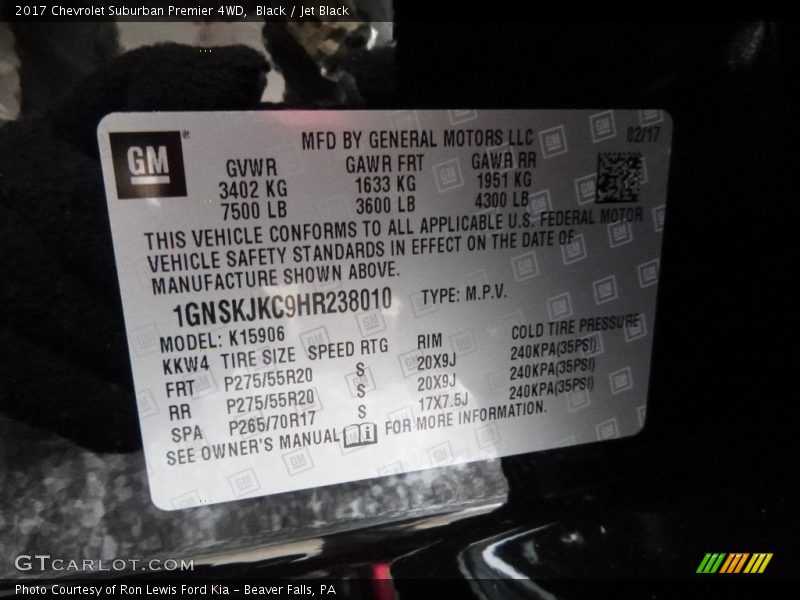 2017 Chevrolet Suburban Premier 4WD,  Black / Jet Black
GM
®
MFD BY GENERAL MOTORS LLC
02/17
GVWR GAWR FRT GAWR RR
3402 KG 1633 KG 1951 KG
7500 LB 3600 LB 4300 LB
THIS VEHICLE CONFORMS TO ALL APPLICABLE U.S. FEDERAL MOTOR
VEHICLE SAFETY STANDARDS IN EFFECT ON THE DATE OF
MANUFACTURE SHOWN ABOVE.
1GNSKJKC9HR238010 TYPE: M.P.V.
MODEL: K15906
KKW4 TIRE SIZE SPEED RTG RIM COLD TIRE PRESSURE
FRT P275/55R20 S 20X9J 240KPA(35PSI)
RR P275/55R20 S 20X9J 240KPA(35PSI)
SPA P265/70R17 S 17X7.5J 240KPA(35PSI)
SEE OWNER'S MANUAL FOR MORE INFORMATION.
GTCARLOT.COM
Photo Courtesy of Ron Lewis Ford Kia – Beaver Falls, PA